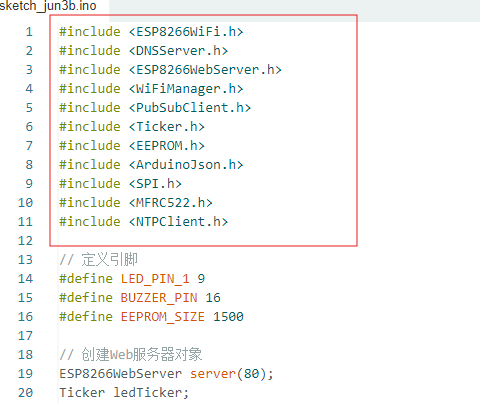 sketch_jun3b.ino
1 #include <ESP8266WiFi.h>
2 #include <DNSServer.h>
3 #include <ESP8266WebServer.h>
4 #include <WiFiManager.h>
5 #include <PubSubClient.h>
6 #include <Ticker.h>
7 #include <EEPROM.h>
8 #include <ArduinoJson.h>
9 #include <SPI.h>
10 #include <MFRC522.h>
11 #include <NTPClient.h>
12
13 // 定义引脚
14 #define LED_PIN_1 9
15 #define BUZZER_PIN 16
16 #define EEPROM_SIZE 1500
17
18 // 创建Web服务器对象
19 ESP8266WebServer server(80);
20 Ticker ledTicker;